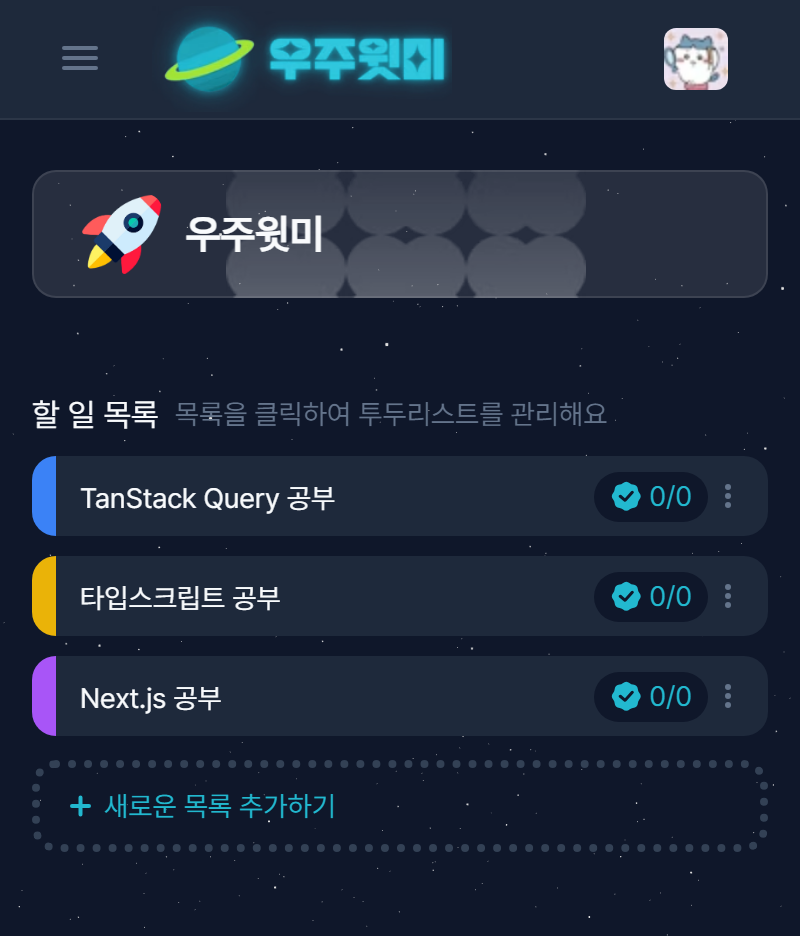 우주윗미
우주윗미
할 일 목록 목록을 클릭하여 투두리스트를 관리해요
TanStack Query 공부 0/0
타입스크립트 공부 0/0
Next.js 공부 0/0
+ 새로운 목록 추가하기